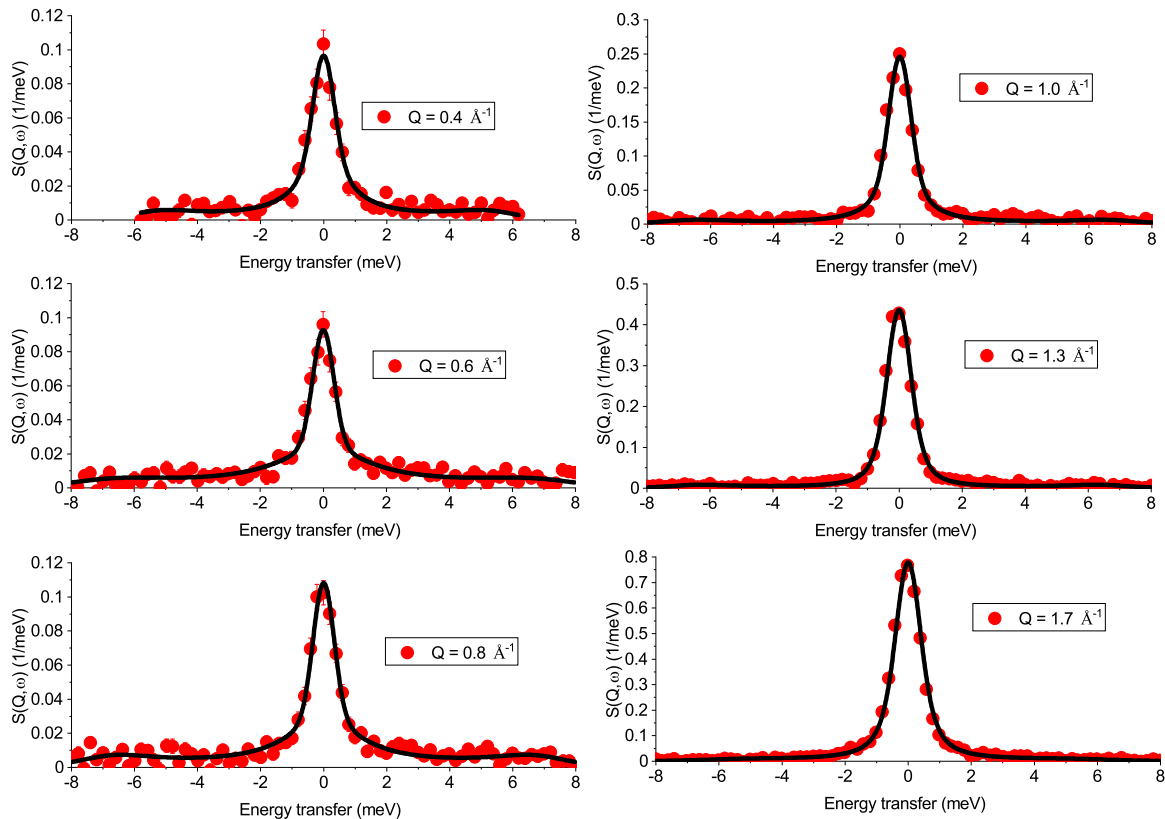 0.12
0.1
0.08
0.06
0.04
0.02
0
S(Q,ω) (1/meV)
Q = 0.4 Å⁻¹
-8 -6 -4 -2 0 2 4 6 8
Energy transfer (meV)
0.3
0.25
0.20
0.15
0.10
0.05
0
S(Q,ω) (1/meV)
Q = 1.0 Å⁻¹
-8 -6 -4 -2 0 2 4 6 8
Energy transfer (meV)
0.12
0.1
0.08
0.06
0.04
0.02
0
S(Q,ω) (1/meV)
Q = 0.6 Å⁻¹
-8 -6 -4 -2 0 2 4 6 8
Energy transfer (meV)
0.5
0.4
0.3
0.2
0.1
0
S(Q,ω) (1/meV)
Q = 1.3 Å⁻¹
-8 -6 -4 -2 0 2 4 6 8
Energy transfer (meV)
0.12
0.1
0.08
0.06
0.04
0.02
0
S(Q,ω) (1/meV)
Q = 0.8 Å⁻¹
-8 -6 -4 -2 0 2 4 6 8
Energy transfer (meV)
0.8
0.7
0.6
0.5
0.4
0.3
0.2
0.1
0
S(Q,ω) (1/meV)
Q = 1.7 Å⁻¹
-8 -6 -4 -2 0 2 4 6 8
Energy transfer (meV)